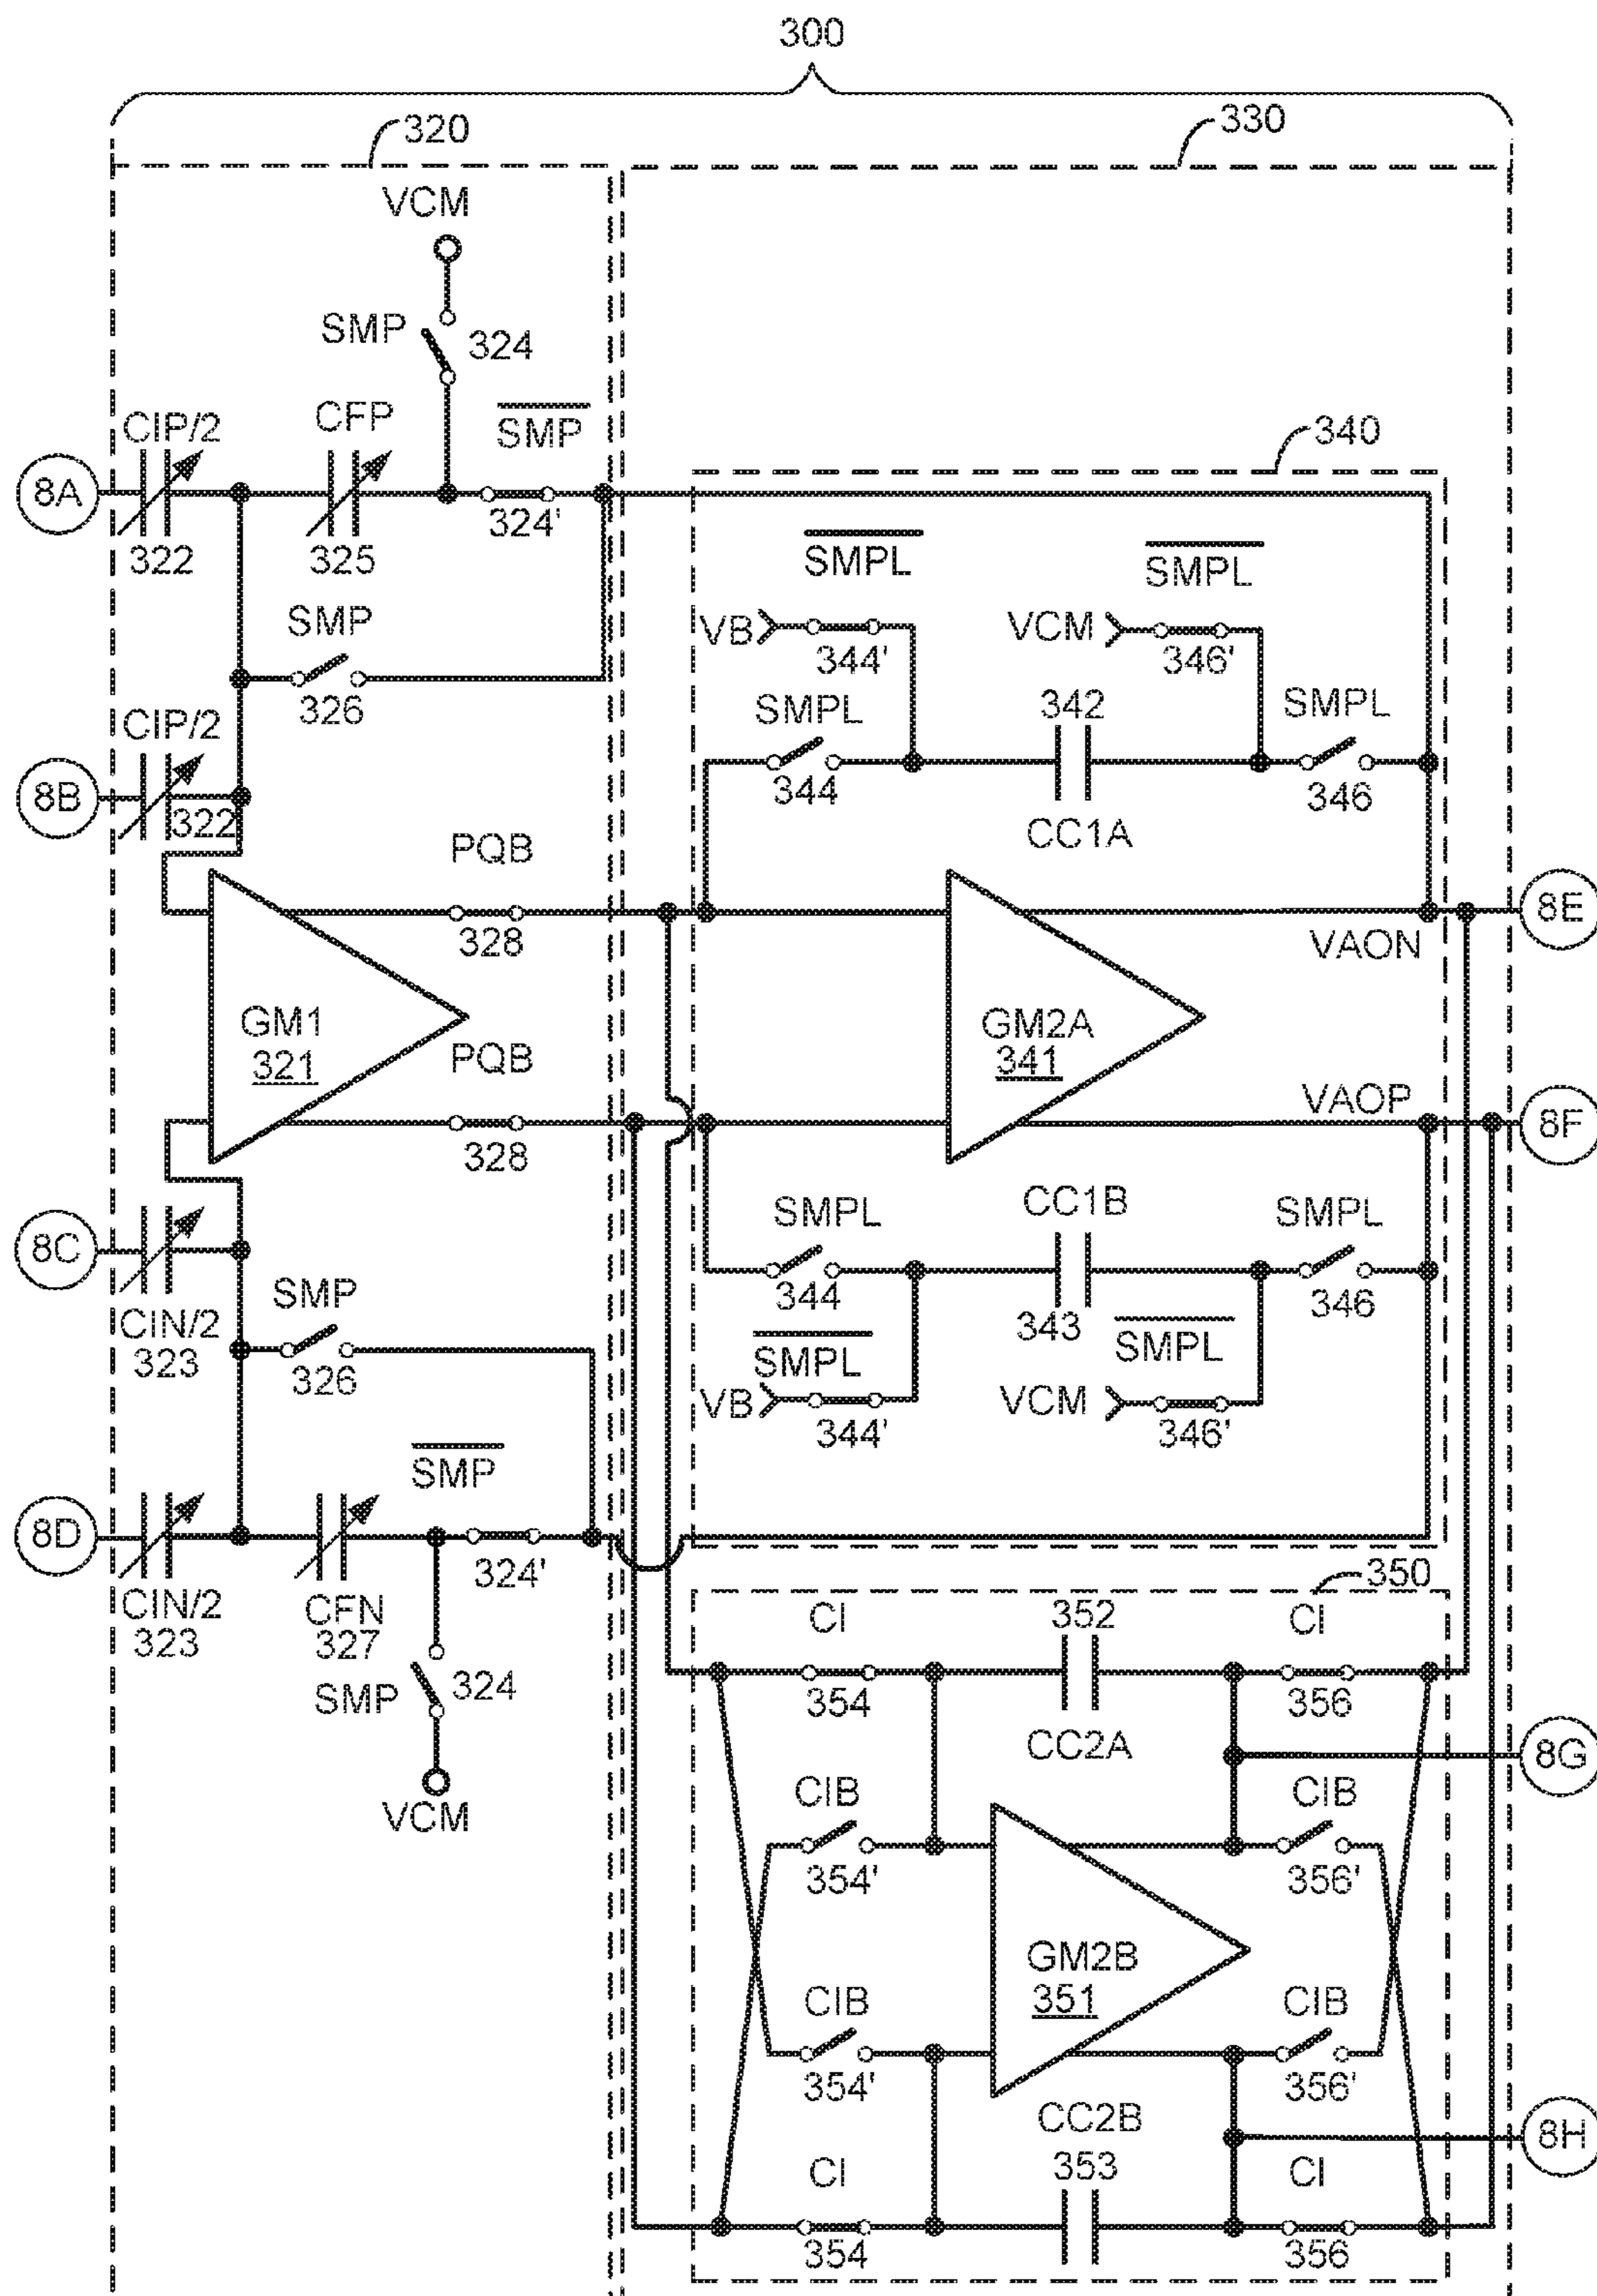 300
320
330
VCM
SMP
324
CIP/2
CFP
SMP
340
8A
322
325
324'
SMPL
SMPL
SMP
VB
VCM
326
344'
346'
CIP/2
SMPL
342
SMPL
8B
322
344
346
PQB
CC1A
328
8E
VAON
GM1
321
PQB
GM2A
341
VAOP
328
8F
8C
SMPL
CC1B
SMPL
CIN/2
323
SMP
326
344
343
346
SMPL
SMPL
VB
VCM
344'
346'
SMP
8D
324'
350
CIN/2
323
CFN
327
CI
352
CI
SMP
324
354
356
CC2A
8G
VCM
CIB
CIB
354'
356'
GM2B
351
CIB
CIB
354'
356'
CC2B
8H
CI
353
CI
354
356